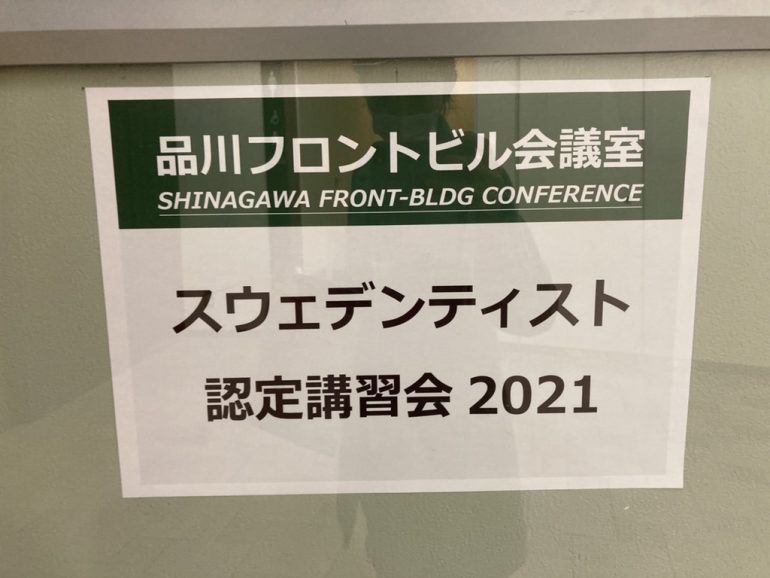 品川フロントビル会議室
SHINAGAWA FRONT-BLDG CONFERENCE
スウェデンティスト
認定講習会 2021